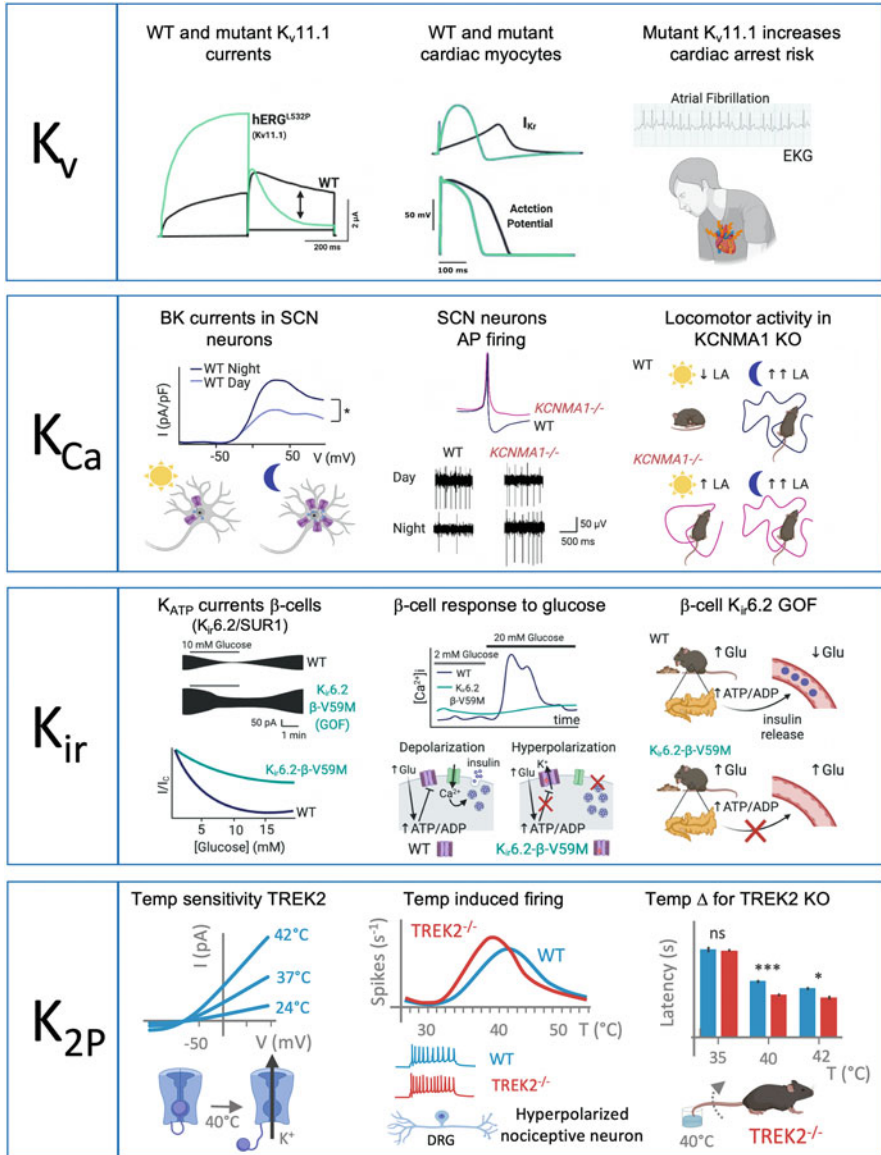 Kv
WT and mutant Kv11.1
currents
hERG^L532P
(Kv11.1)
WT
2 µA
200 ms
WT and mutant
cardiac myocytes
IKr
50 mV
Actction
Potential
100 ms
Mutant Kv11.1 increases
cardiac arrest risk
Atrial Fibrillation
EKG
KCa
BK currents in SCN
neurons
WT Night
WT Day
I (pA/pF)
*
-50
50
V (mV)
SCN neurons
AP firing
KCNMA1-/-
WT
WT
KCNMA1-/-
Day
Night
50 µV
500 ms
Locomotor activity in
KCNMA1 KO
WT
↓ LA
↑↑ LA
KCNMA1-/-
↑ LA
↑↑ LA
Kir
KATP currents β-cells
(Kir6.2/SUR1)
10 mM Glucose
WT
Kir6.2
β-V59M
(GOF)
50 pA
1 min
I/IC
Kir6.2-β-V59M
WT
5
10
15
[Glucose] (mM)
β-cell response to glucose
20 mM Glucose
2 mM Glucose
WT
Kir6.2
β-V59M
[Ca²⁺]i
time
Depolarization
↑Glu
insulin
Ca²⁺
↑ATP/ADP
WT
Hyperpolarization
K⁺
↑Glu
↑ATP/ADP
Kir6.2-β-V59M
β-cell Kir6.2 GOF
WT
↑Glu
↓Glu
↑ATP/ADP
insulin
release
Kir6.2-β-V59M
↑Glu
↑Glu
↑ATP/ADP
K2P
Temp sensitivity TREK2
I (pA)
42°C
37°C
24°C
-50
V (mV)
40°C
K⁺
Temp induced firing
TREK2-/-
WT
Spikes (s⁻¹)
30
40
50
T (°C)
WT
TREK2-/-
DRG
Hyperpolarized
nociceptive neuron
Temp Δ for TREK2 KO
ns
***
*
Latency (s)
35
40
42
T (°C)
40°C
TREK2-/-